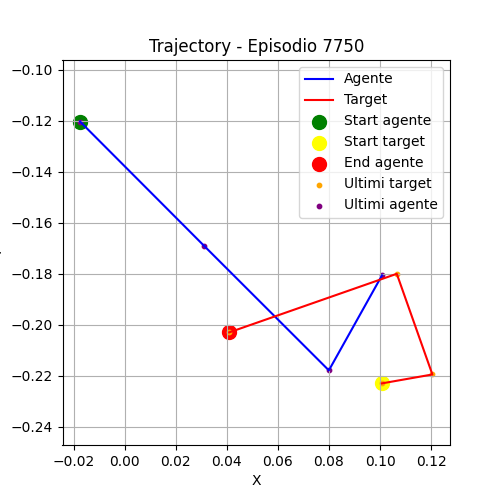 Trajectory - Episodio 7750
Agente
Target
Start agente
Start target
End agente
Ultimi target
Ultimi agente
−0.10
−0.12
−0.14
−0.16
−0.18
−0.20
−0.22
−0.24
−0.02 0.00 0.02 0.04 0.06 0.08 0.10 0.12
X